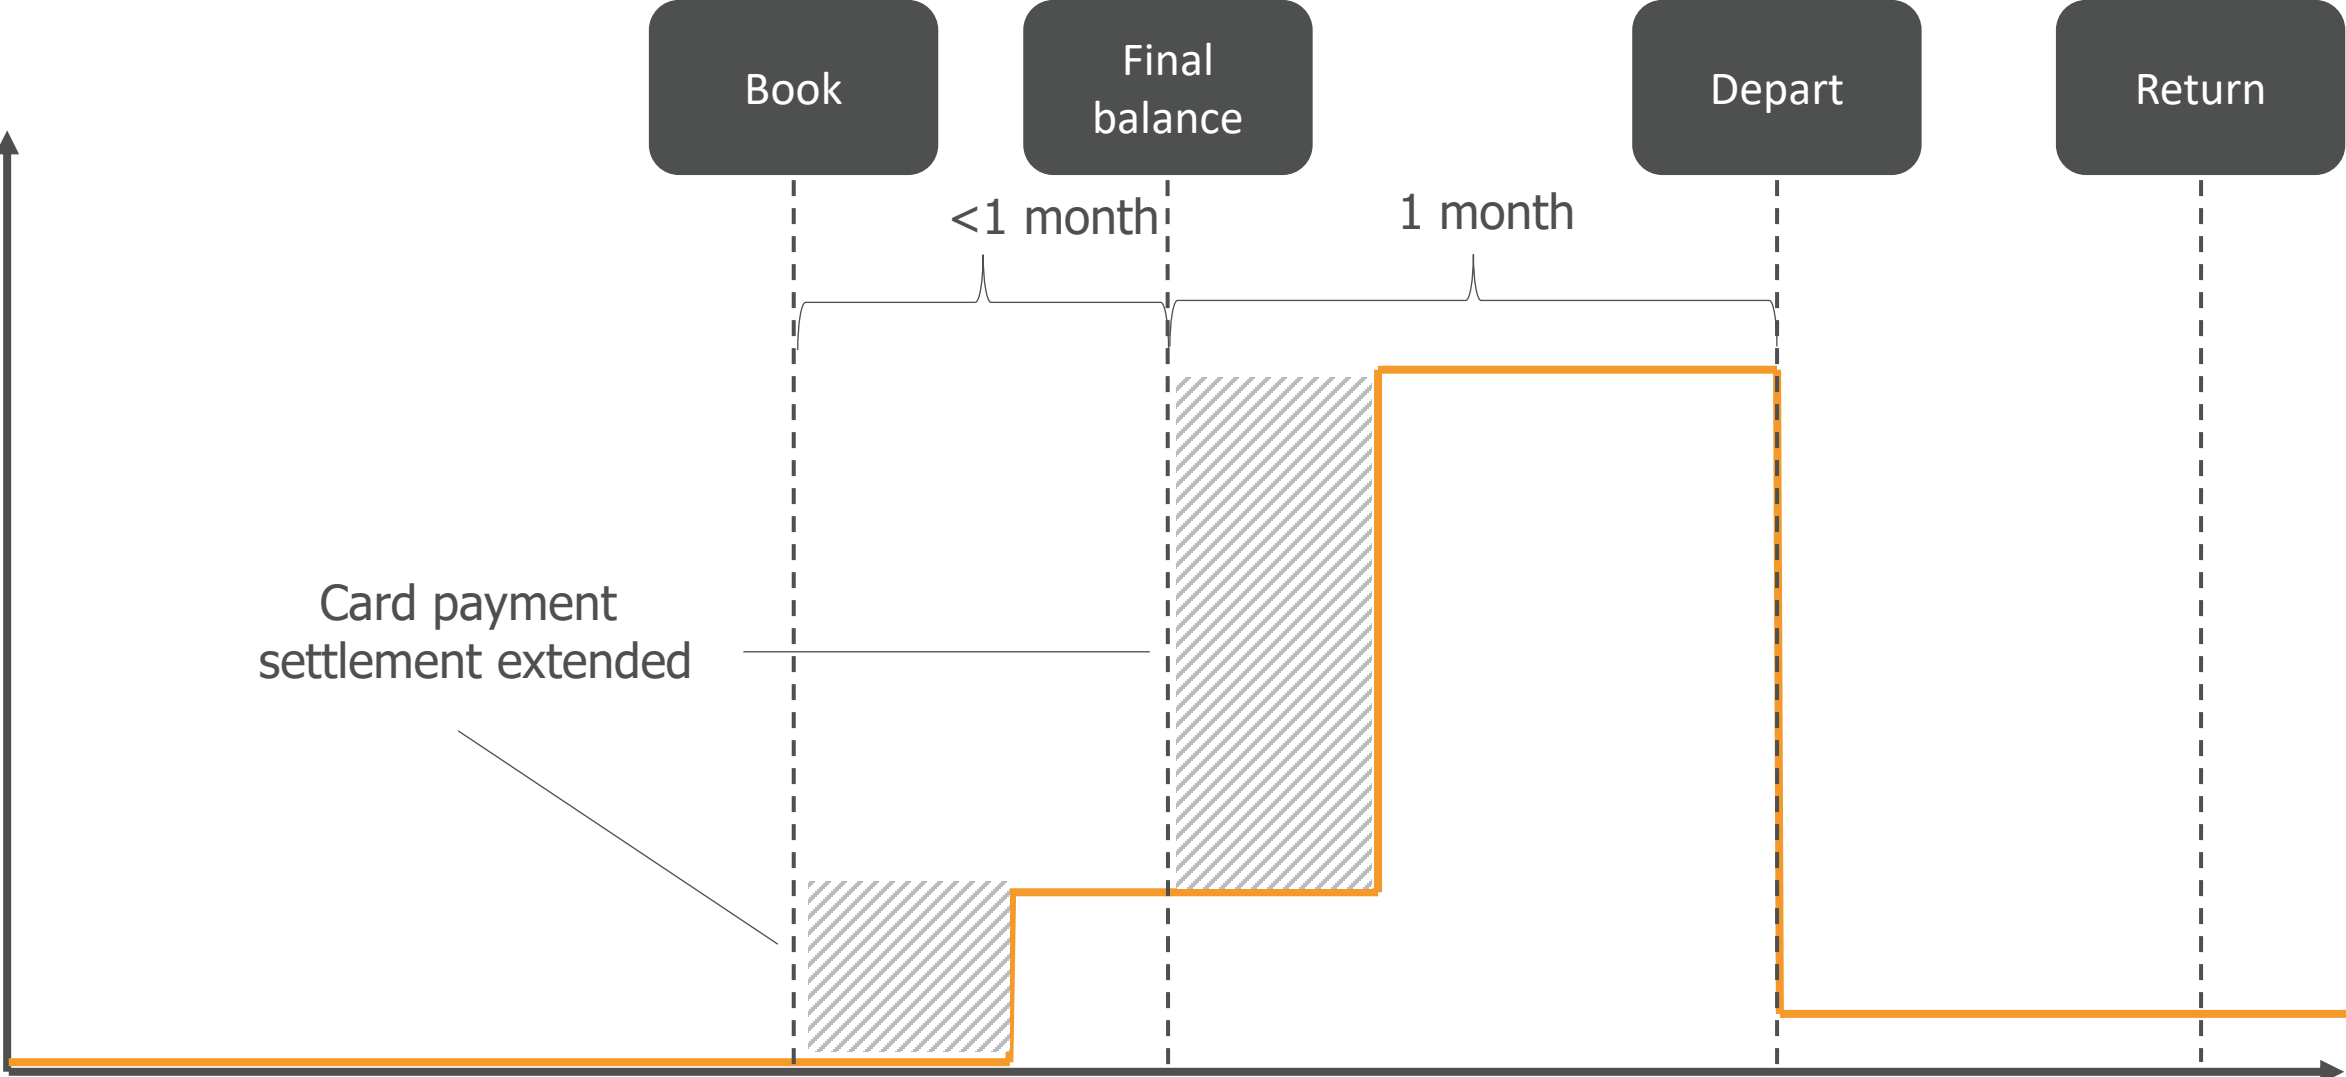 Book
Final
balance
Depart
Return
<1 month
1 month
Card payment
settlement extended